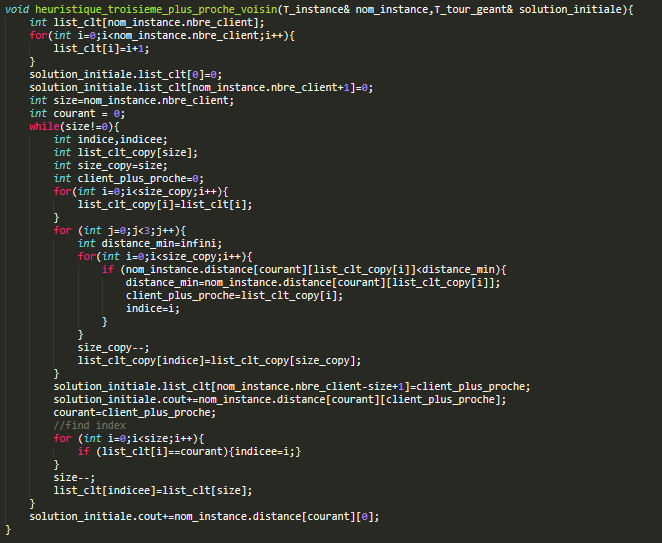 void heuristique_troisieme_plus_proche_voisin(T_instance& nom_instance,T_tour_geant& solution_initiale){
    int list_clt[nom_instance.nbre_client];
    for(int i=0;i<nom_instance.nbre_client;i++){
        list_clt[i]=i+1;
    }
    solution_initiale.list_clt[0]=0;
    solution_initiale.list_clt[nom_instance.nbre_client+1]=0;
    int size=nom_instance.nbre_client;
    int courant = 0;
    while(size!=0){
        int indice,indicee;
        int list_clt_copy[size];
        int size_copy=size;
        int client_plus_proche=0;
        for(int i=0;i<size_copy;i++){
            list_clt_copy[i]=list_clt[i];
        }
        for (int j=0;j<3;j++){
            int distance_min=infini;
            for(int i=0;i<size_copy;i++){
                if (nom_instance.distance[courant][list_clt_copy[i]]<distance_min){
                    distance_min=nom_instance.distance[courant][list_clt_copy[i]];
                    client_plus_proche=list_clt_copy[i];
                    indice=i;
                }
            }
            size_copy--;
            list_clt_copy[indice]=list_clt_copy[size_copy];
        }
        solution_initiale.list_clt[nom_instance.nbre_client-size+1]=client_plus_proche;
        solution_initiale.cout+=nom_instance.distance[courant][client_plus_proche];
        courant=client_plus_proche;
        //find index
        for (int i=0;i<size;i++){
            if (list_clt[i]==courant){indicee=i;}
        }
        size--;
        list_clt[indicee]=list_clt[size];
    }
    solution_initiale.cout+=nom_instance.distance[courant][0];
}